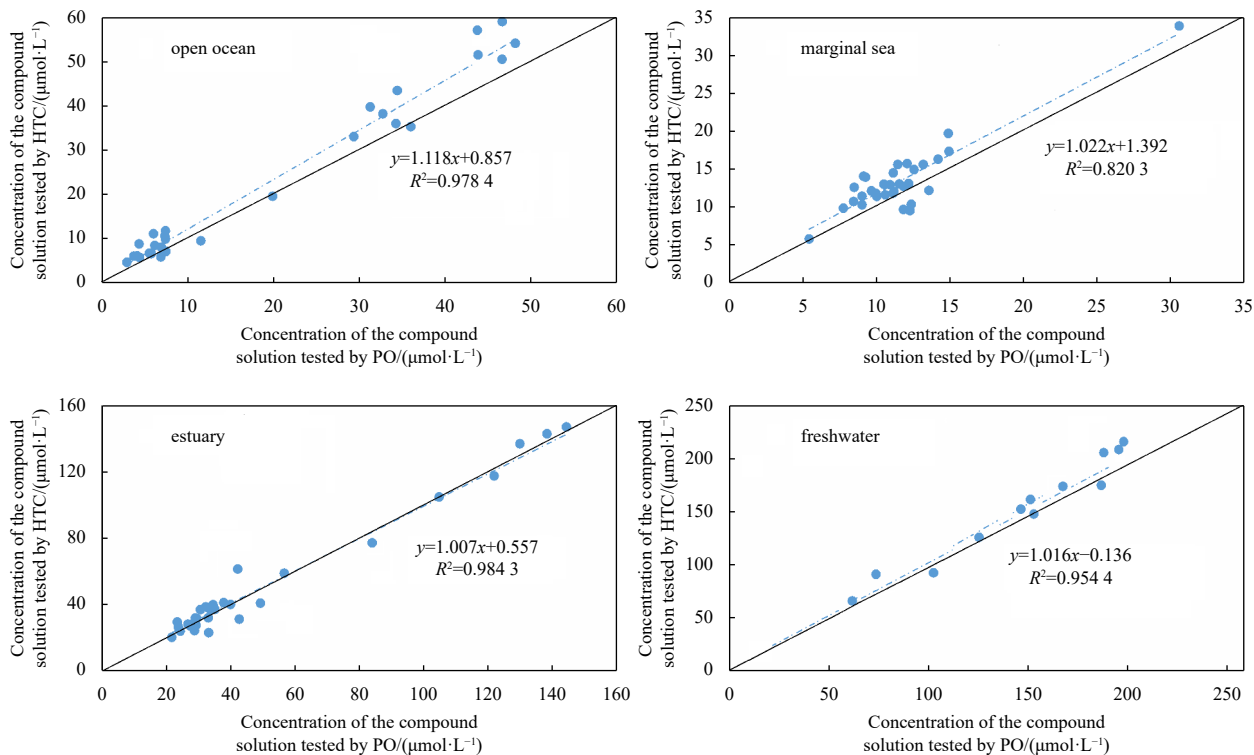 60
50
40
30
20
10
0
0 10 20 30 40 50 60
open ocean
y=1.118x+0.857
R²=0.978 4
Concentration of the compound
solution tested by HTC/(μmol·L⁻¹)
Concentration of the compound
solution tested by PO/(μmol·L⁻¹)
35
30
25
20
15
10
5
0
0 5 10 15 20 25 30 35
marginal sea
y=1.022x+1.392
R²=0.820 3
Concentration of the compound
solution tested by HTC/(μmol·L⁻¹)
Concentration of the compound
solution tested by PO/(μmol·L⁻¹)
160
120
80
40
0
0 20 40 60 80 100 120 140 160
estuary
y=1.007x+0.557
R²=0.984 3
Concentration of the compound
solution tested by HTC/(μmol·L⁻¹)
Concentration of the compound
solution tested by PO/(μmol·L⁻¹)
250
200
150
100
50
0
0 50 100 150 200 250
freshwater
y=1.016x−0.136
R²=0.954 4
Concentration of the compound
solution tested by HTC/(μmol·L⁻¹)
Concentration of the compound
solution tested by PO/(μmol·L⁻¹)